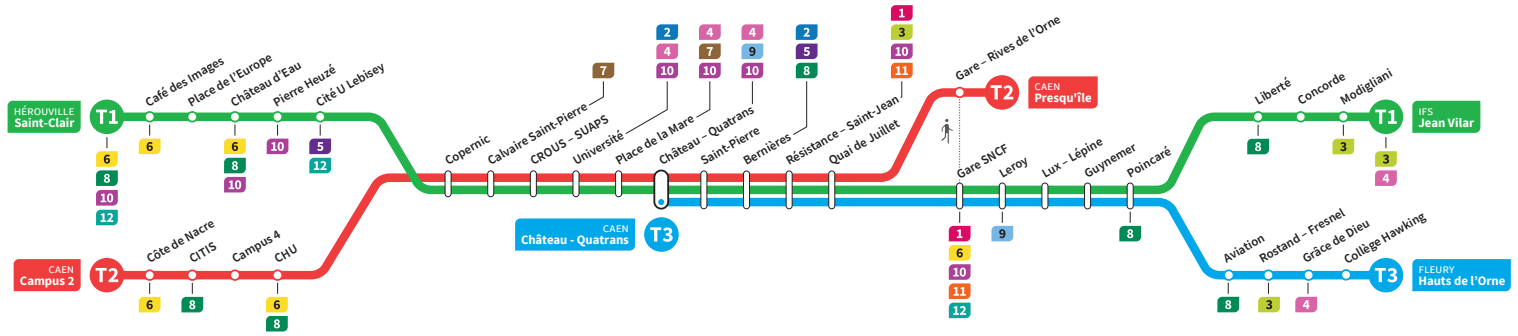 HÉROUVILLE
Saint-Clair
T1
6
8
10
12
Café des Images
6
Place de l'Europe
Château d'Eau
6
8
10
Pierre Heuzé
10
Cité U Lebisey
5
12
CAEN
Campus 2
T2
Côte de Nacre
6
CITIS
8
Campus 4
CHU
6
8
Copernic
Calvaire Saint-Pierre
7
CROUS – SUAPS
Université
2
4
10
Place de la Mare
4
7
10
Château – Quatrans
4
9
10
CAEN
Château - Quatrans
T3
Saint-Pierre
Bernières
2
5
8
Résistance – Saint-Jean
1
3
10
11
Quai de Juillet
Gare – Rives de l'Orne
T2
CAEN
Presqu'île
Gare SNCF
1
6
10
11
12
Leroy
9
Lux – Lépine
Guynemer
Poincaré
8
Liberté
8
Concorde
Modigliani
3
T1
3
4
IFS
Jean Vilar
Aviation
8
Rostand – Fresnel
3
Grâce de Dieu
4
Collège Hawking
T3
FLEURY
Hauts de l'Orne